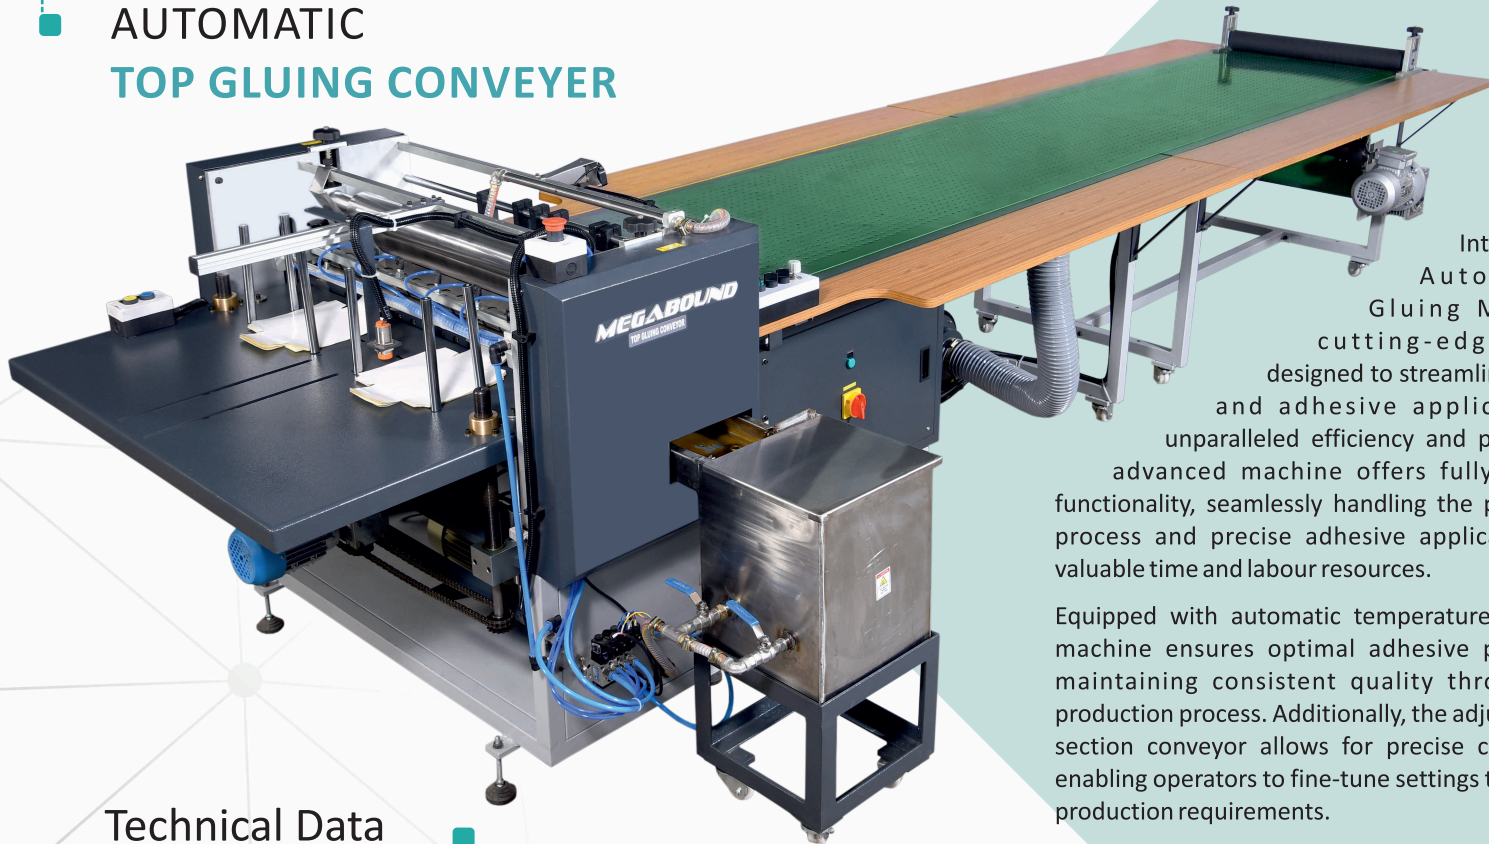 AUTOMATIC
TOP GLUING CONVEYER
MEGABOUND
TOP GLUING CONVEYOR
Int
Auto
Gluing M
cutting-edg
designed to streamli
and adhesive applic
unparalleled efficiency and p
advanced machine offers fully
functionality, seamlessly handling the p
process and precise adhesive applica
valuable time and labour resources.
Equipped with automatic temperature
machine ensures optimal adhesive p
maintaining consistent quality thro
production process. Additionally, the adju
section conveyor allows for precise c
enabling operators to fine-tune settings t
production requirements.
Technical Data